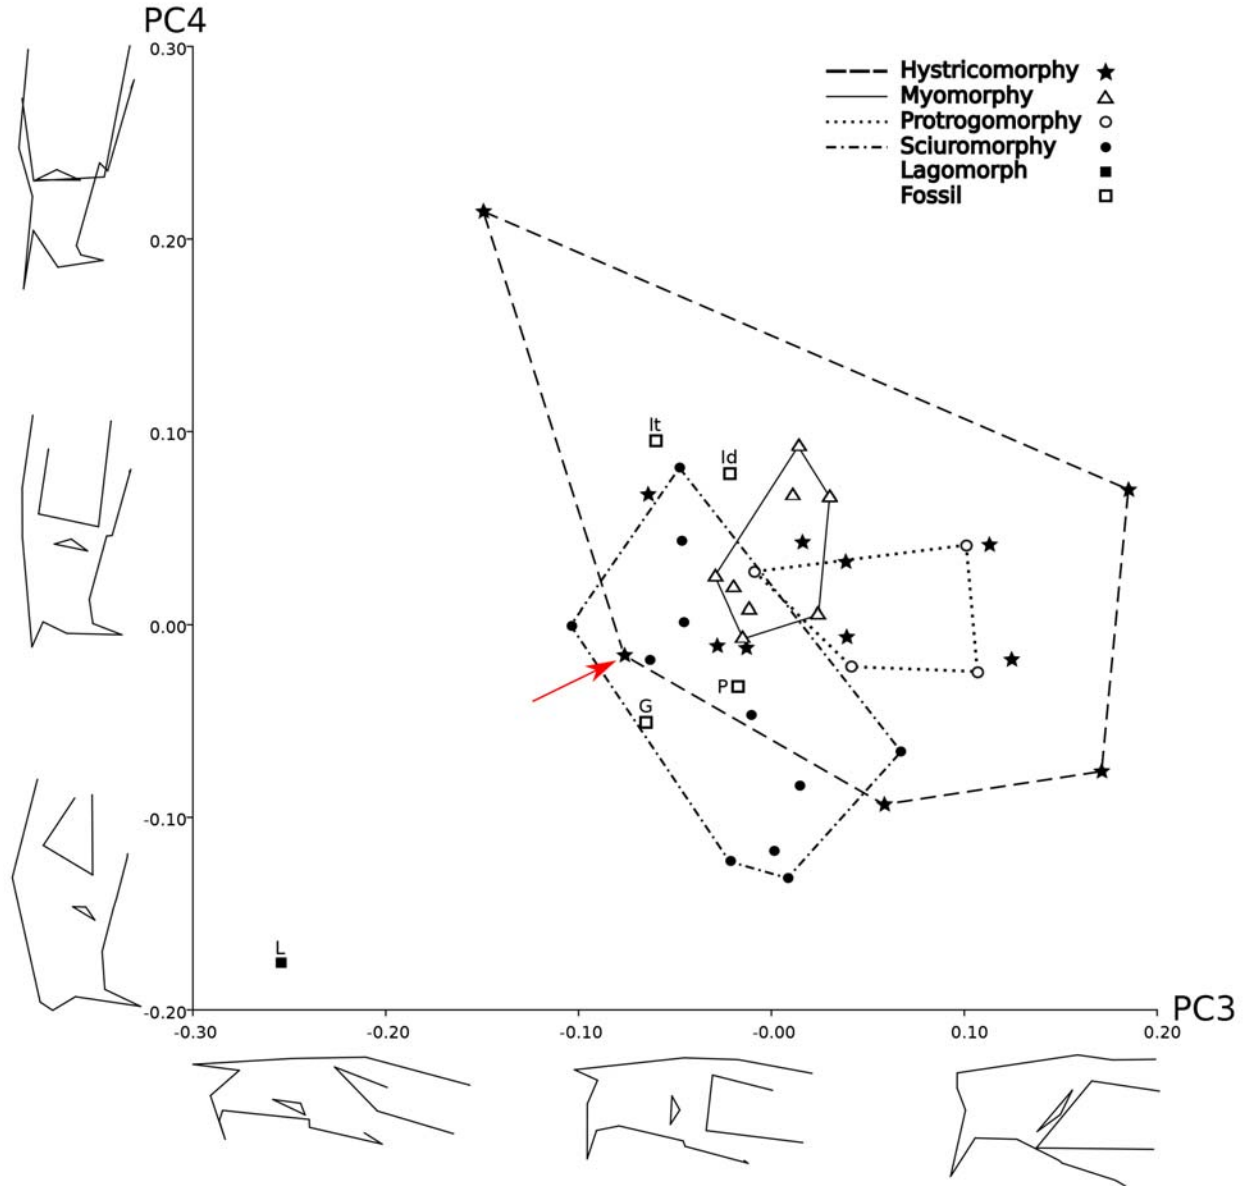 PC4
0.30
Hystricomorphy
Myomorphy
Protrogomorphy
Sciuromorphy
Lagomorph
Fossil
0.20
0.10
It
Id
0.00
P
G
-0.10
L
-0.20
PC3
-0.30 -0.20 -0.10 -0.00 0.10 0.20